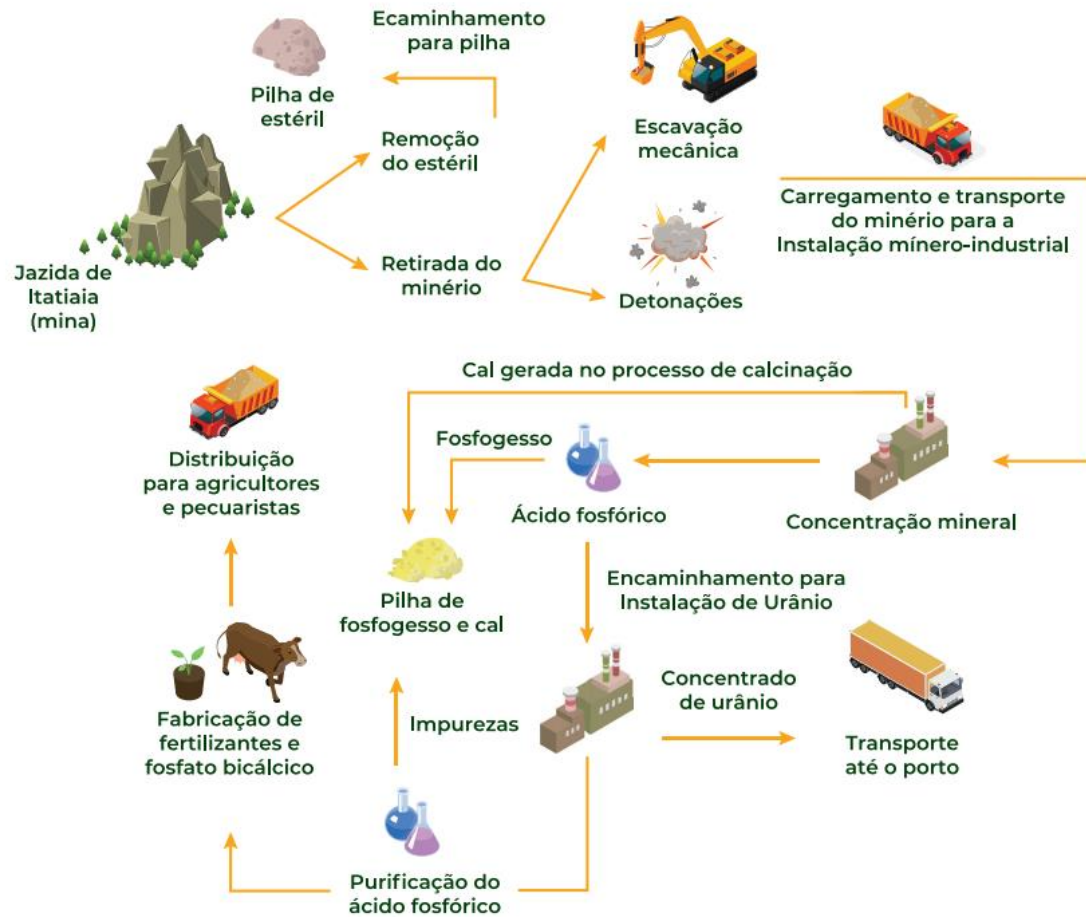 Ecaminhamento
para pilha
Pilha de
estéril
Remoção
do estéril
Escavação
mecânica
Carregamento e transporte
do minério para a
Instalação mínero-industrial
Jazida de
Itatiaia
(mina)
Retirada do
minério
Detonações
Cal gerada no processo de calcinação
Fosfogesso
Distribuição
para agricultores
e pecuaristas
Ácido fosfórico
Concentração mineral
Pilha de
fosfogesso e cal
Encaminhamento para
Instalação de Urânio
Concentrado
de urânio
Impurezas
Fabricação de
fertilizantes e
fosfato bicálcico
Transporte
até o porto
Purificação do
ácido fosfórico